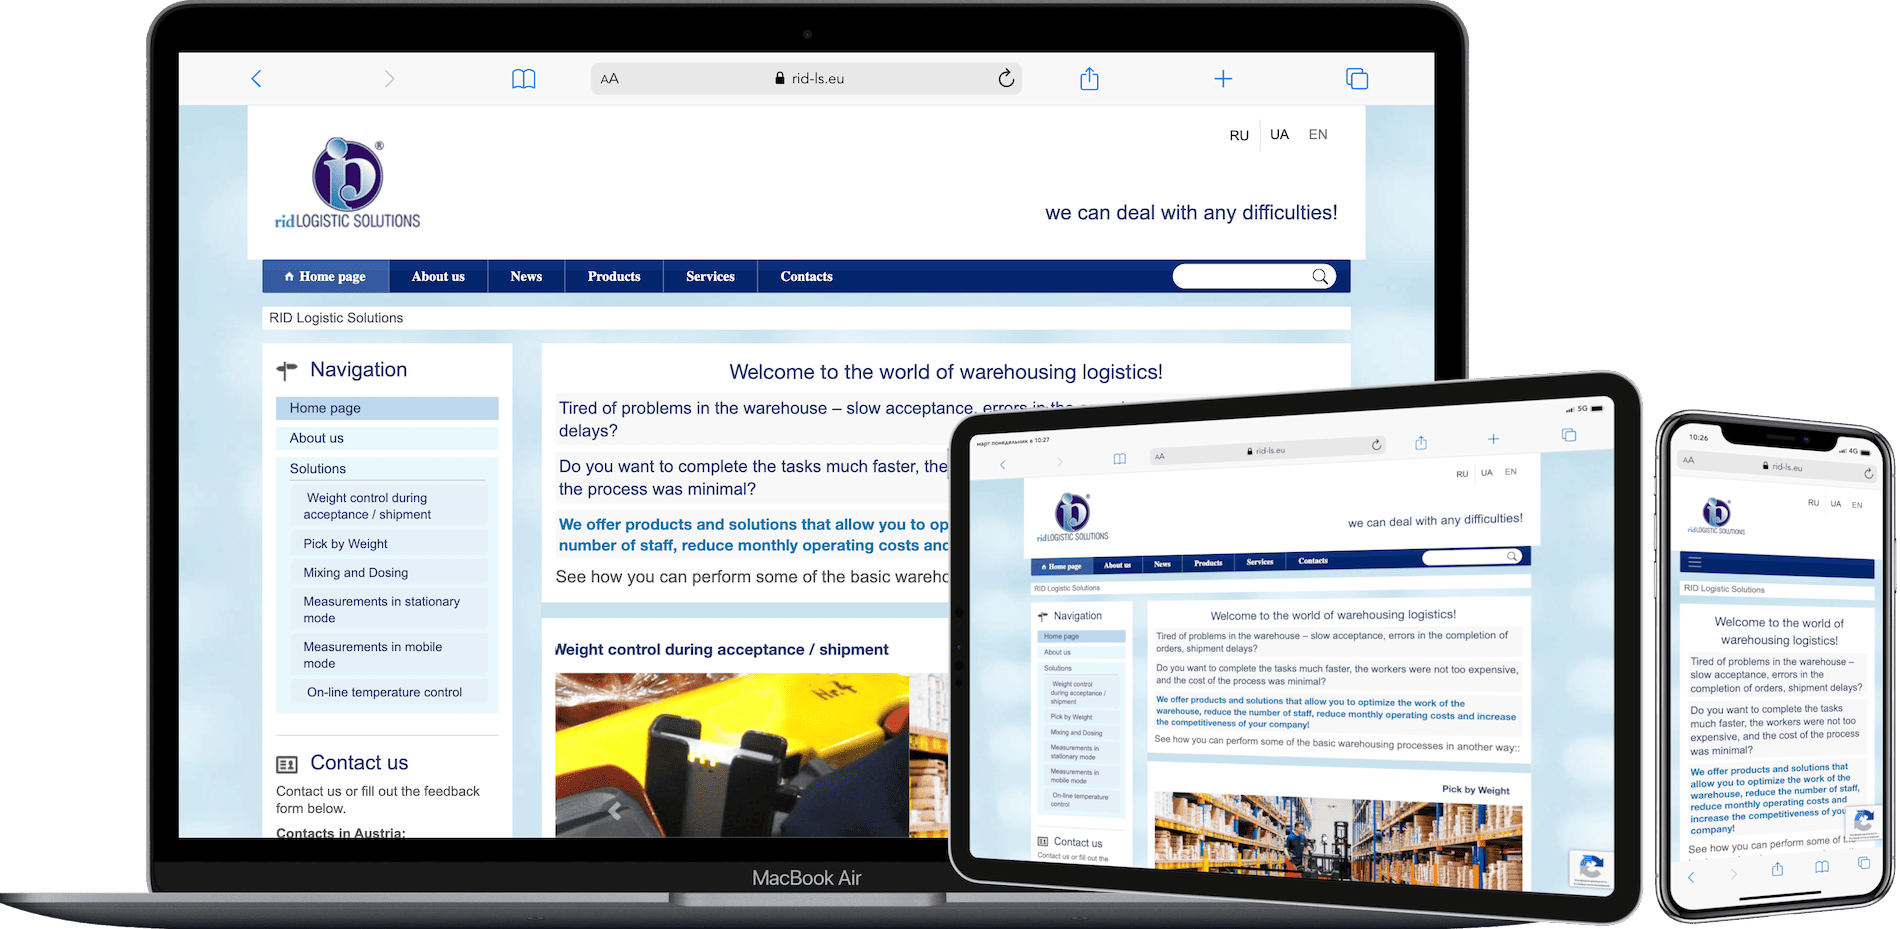 AA rid-ls.eu
RU UA EN
ridLOGISTIC SOLUTIONS
®
we can deal with any difficulties!
Home page About us News Products Services Contacts
RID Logistic Solutions
Navigation
Home page
About us
Solutions
Weight control during
acceptance / shipment
Pick by Weight
Mixing and Dosing
Measurements in stationary
mode
Measurements in mobile
mode
On-line temperature control
Contact us
Contact us or fill out the feedback
form below.
Contacts in Austria:
Welcome to the world of warehousing logistics!
Tired of problems in the warehouse – slow acceptance, errors in the
delays?
Do you want to complete the tasks much faster, the
the process was minimal?
We offer products and solutions that allow you to op
number of staff, reduce monthly operating costs and
See how you can perform some of the basic wareho
Weight control during acceptance / shipment
Nr.4
MacBook Air
март понедельник в 10:27
5G
AA rid-ls.eu
RU UA EN
ridLOGISTIC SOLUTIONS
we can deal with any difficulties!
Home page About us News Products Services Contacts
RID Logistic Solutions
Navigation
Home page
About us
Solutions
Weight control
during
acceptance /
shipment
Pick by Weight
Mixing and Dosing
Measurements in
stationary mode
Measurements in
mobile mode
On-line temperature
control
Contact us
Contact us or fill out the
Welcome to the world of warehousing logistics!
Tired of problems in the warehouse – slow acceptance, errors in the completion of
orders, shipment delays?
Do you want to complete the tasks much faster, the workers were not too expensive,
and the cost of the process was minimal?
We offer products and solutions that allow you to optimize the work of the
warehouse, reduce the number of staff, reduce monthly operating costs and increase
the competitiveness of your company!
See how you can perform some of the basic warehousing processes in another way::
Pick by Weight
10:26
4G
AA rid-ls.eu
RU UA EN
ridLOGISTIC SOLUTIONS
RID Logistic Solutions
Welcome to the world of
warehousing logistics!
Tired of problems in the warehouse –
slow acceptance, errors in the
completion of orders, shipment delays?
Do you want to complete the tasks
much faster, the workers were not too
expensive, and the cost of the process
was minimal?
We offer products and solutions that
allow you to optimize the work of the
warehouse, reduce the number of staff,
reduce monthly operating costs and
increase the competitiveness of your
company!
See how you can perform some of the